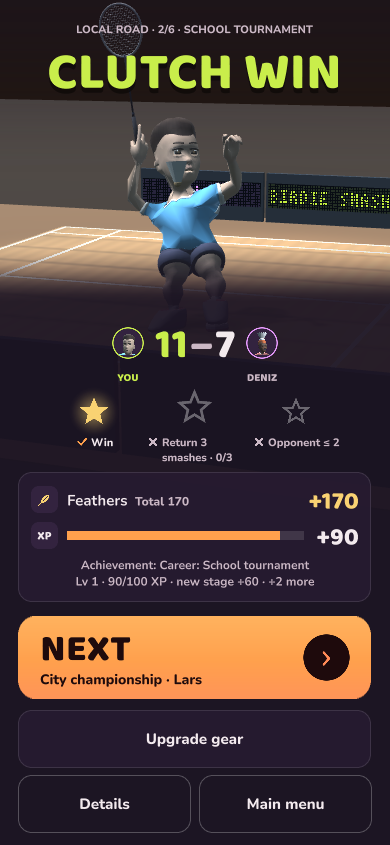 LOCAL ROAD · 2/6 · SCHOOL TOURNAMENT
CLUTCH WIN
BIRDIE SMASH
11–7
YOU
DENIZ
Win
Return 3
smashes · 0/3
Opponent ≤ 2
Feathers Total 170
+170
XP
+90
Achievement: Career: School tournament
Lv 1 · 90/100 XP · new stage +60 · +2 more
NEXT
City championship · Lars
Upgrade gear
Details
Main menu